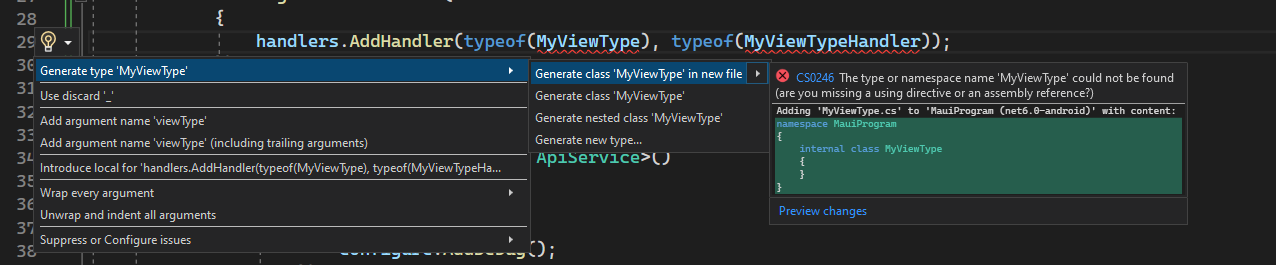 28 {
29 handlers.AddHandler(typeof(MyViewType), typeof(MyViewTypeHandler));
30
31
32
33
34 ApiService>()
35
36
37
38
Generate type 'MyViewType'
Use discard '_'
Add argument name 'viewType'
Add argument name 'viewType' (including trailing arguments)
Introduce local for 'handlers.AddHandler(typeof(MyViewType), typeof(MyViewTypeHa...
Wrap every argument
Unwrap and indent all arguments
Suppress or Configure issues
Generate class 'MyViewType' in new file
Generate class 'MyViewType'
Generate nested class 'MyViewType'
Generate new type...
CS0246 The type or namespace name 'MyViewType' could not be found
(are you missing a using directive or an assembly reference?)
Adding 'MyViewType.cs' to 'MauiProgram (net6.0-android)' with content:
namespace MauiProgram
{
internal class MyViewType
{
}
}
Preview changes